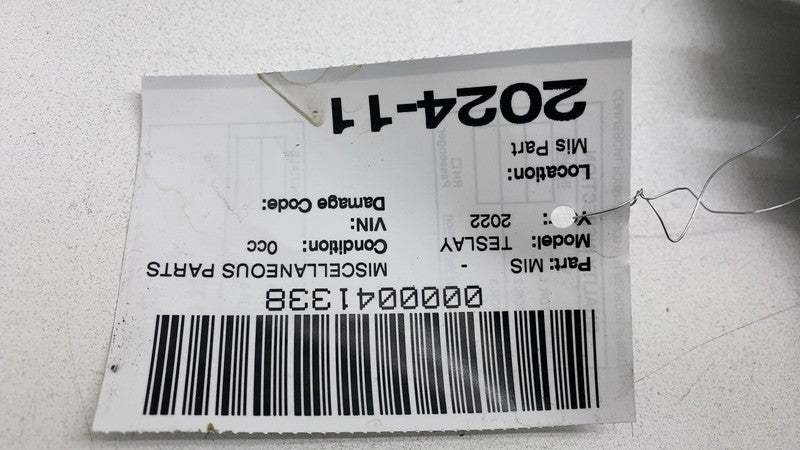 0000041338
Part: MIS - MISCELLANEOUS PARTS
Model: TESLAY Condition: 0cc
Y r: 2022 VIN:
Damage Code:
Location:
Mis Part
2024-11